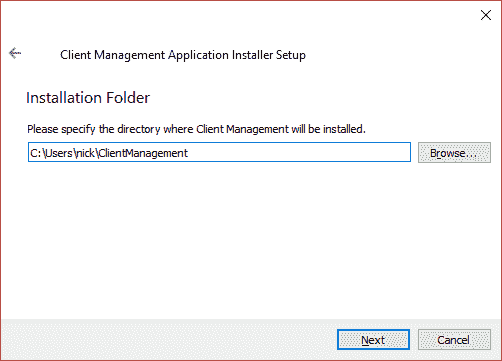 Client Management Application Installer Setup
Installation Folder
Please specify the directory where Client Management will be installed.
C:\Users\nick\ClientManagement
Browse...
Next
Cancel